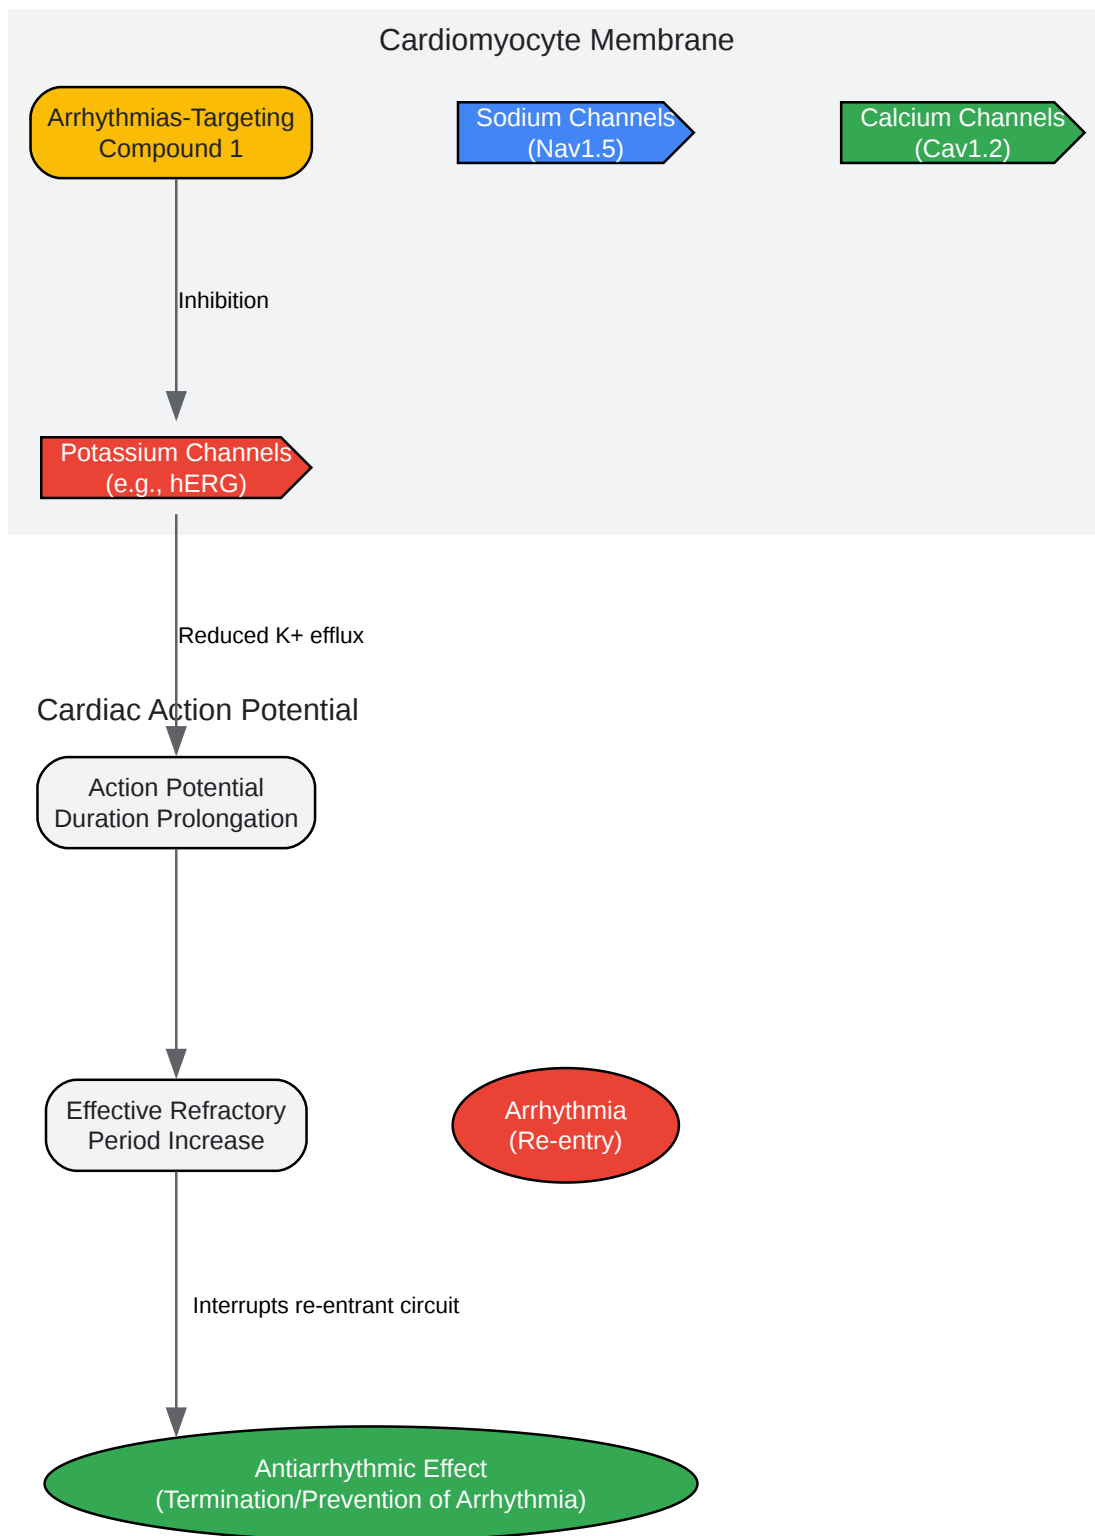 Cardiomyocyte Membrane
Arrhythmias-Targeting
Compound 1
Sodium Channels
(Nav1.5)
Calcium Channels
(Cav1.2)
Inhibition
Potassium Channels
(e.g., hERG)
Reduced K+ efflux
Cardiac Action Potential
Action Potential
Duration Prolongation
Effective Refractory
Period Increase
Arrhythmia
(Re-entry)
Interrupts re-entrant circuit
Antiarrhythmic Effect
(Termination/Prevention of Arrhythmia)